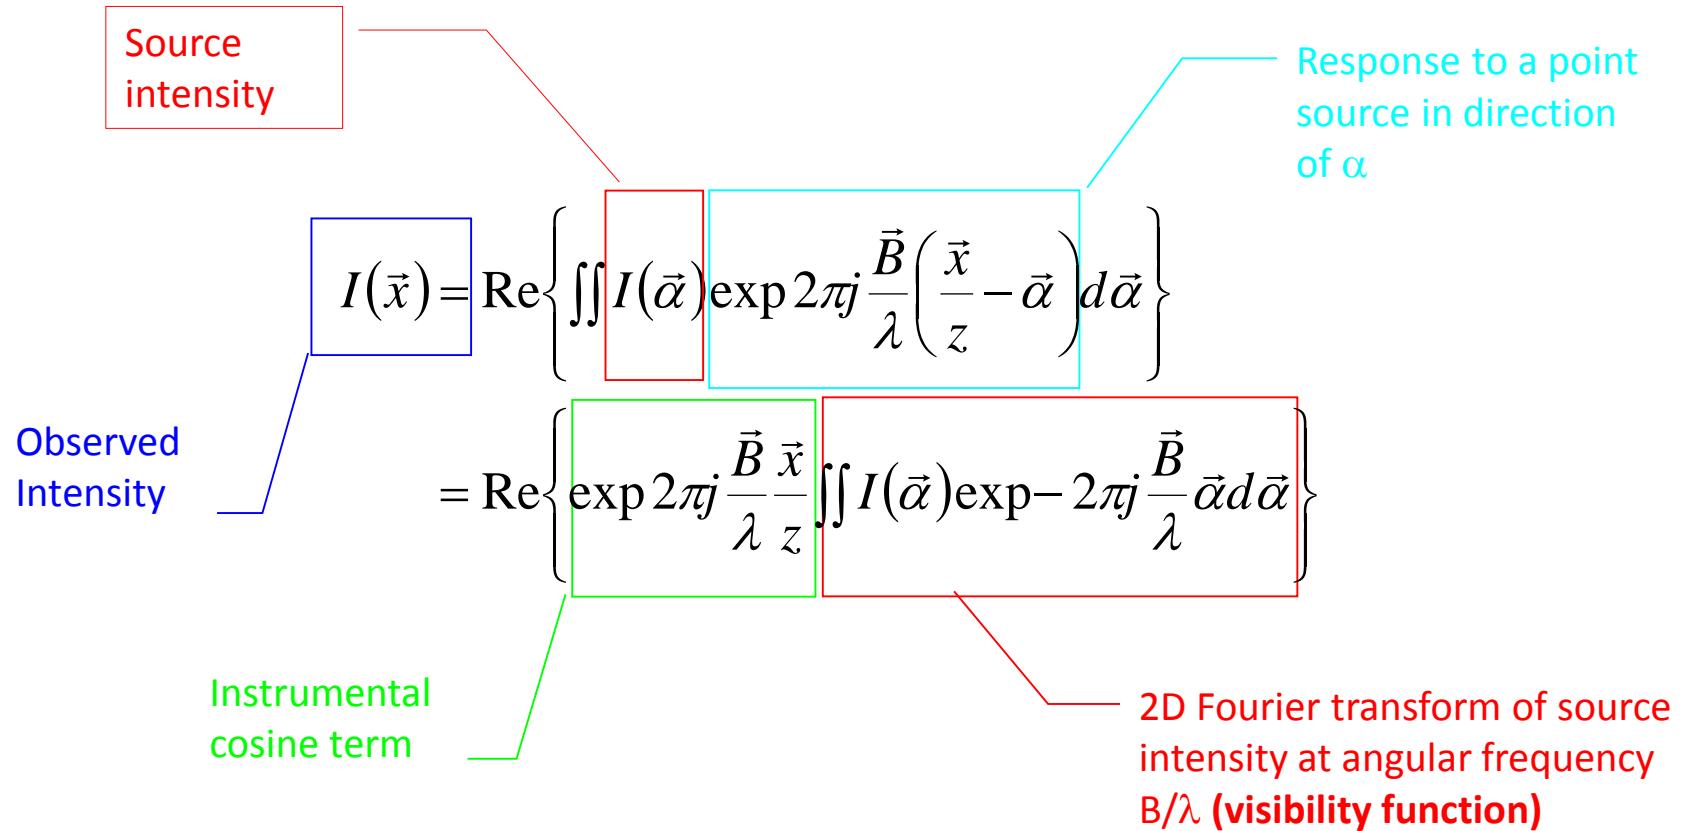 Source
intensity
Response to a point
source in direction
of α
I(x⃗) = Re{∬ I(α⃗) exp 2πj B⃗/λ (x⃗/z − α⃗) dα⃗}
= Re{exp 2πj B⃗/λ x⃗/z ∬ I(α⃗) exp− 2πj B⃗/λ α⃗dα⃗}
Observed
Intensity
Instrumental
cosine term
2D Fourier transform of source
intensity at angular frequency
B/λ (visibility function)